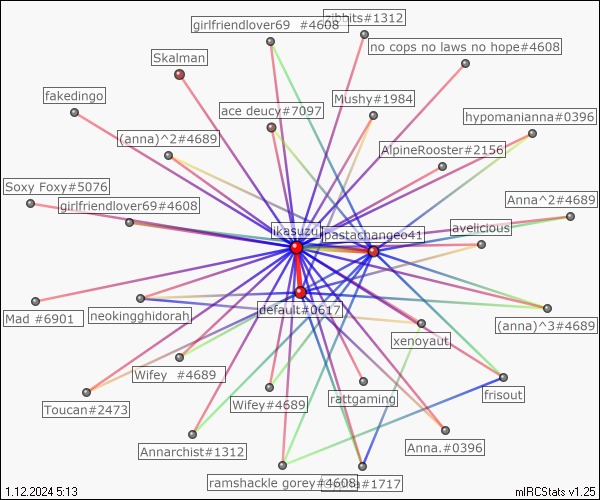 zibbits#1312
girlfriendlover69 #4608
no cops no laws no hope#4608
Skalman
fakedingo
Mushy#1984
ace deucy#7097
hypomanianna#0396
(anna)^2#4689
AlpineRooster#2156
Soxy Foxy#5076
Anna^2#4689
girlfriendlover69#4608
avelicious
ikasuzu
pastachangeo41
default#0617
Mad #6901
neokingghidorah
(anna)^3#4689
xenoyaut
Wifey #4689
frisout
rattgaming
Wifey#4689
Toucan#2473
Anna.#0396
Annarchist#1312
ramshackle gorey#4608
#1717
1.12.2024 5:13
mIRCStats v1.25